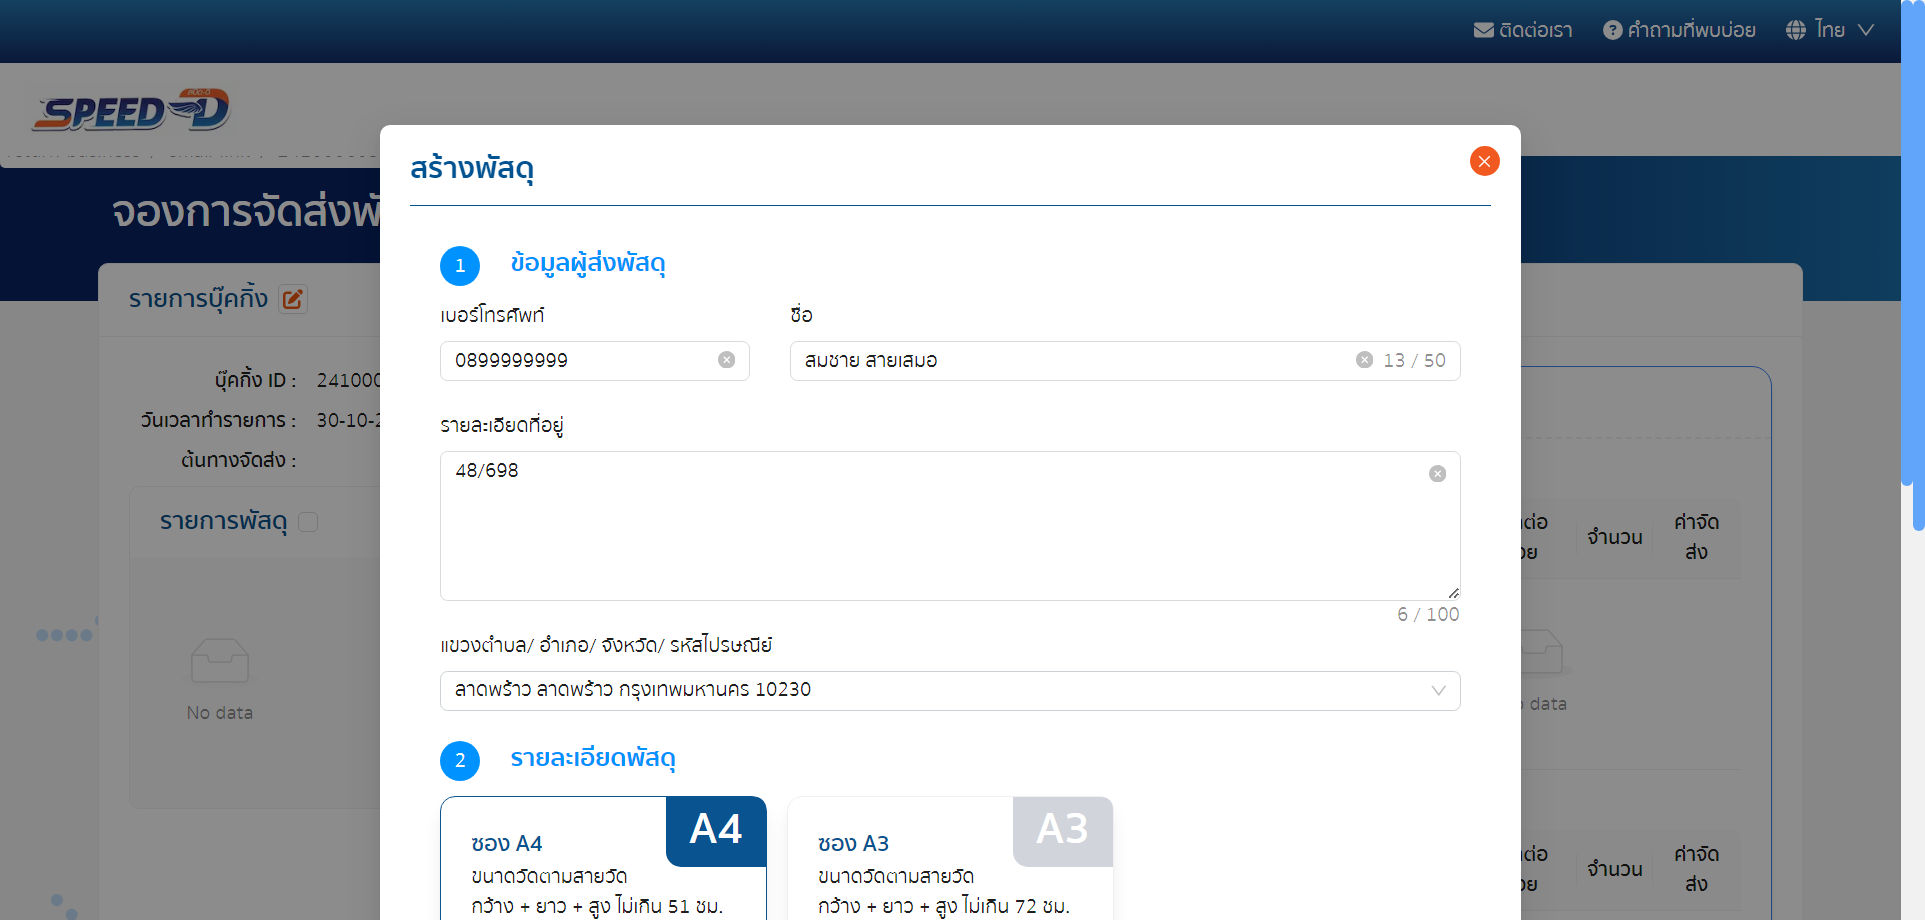 ติดต่อเรา
คำถามที่พบบ่อย
ไทย
SPEED-D
จองการจัดส่งพั
รายการบุ๊คกิ้ง
บุ๊คกิ้ง ID : 241000
วันเวลาทำรายการ : 30-10-2
ต้นทางจัดส่ง :
รายการพัสดุ
No data
สร้างพัสดุ
1 ข้อมูลผู้ส่งพัสดุ
เบอร์โทรศัพท์
ชื่อ
0899999999
สมชาย สายเสมอ
13 / 50
รายละเอียดที่อยู่
48/698
6 / 100
แขวงตำบล/ อำเภอ/ จังหวัด/ รหัสไปรษณีย์
ลาดพร้าว ลาดพร้าว กรุงเทพมหานคร 10230
2 รายละเอียดพัสดุ
A4
ซอง A4
ขนาดวัดตามสายวัด
กว้าง + ยาว + สูง ไม่เกิน 51 ซม.
A3
ซอง A3
ขนาดวัดตามสายวัด
กว้าง + ยาว + สูง ไม่เกิน 72 ซม.
จำนวน
ค่าจัด
ส่ง
data
จำนวน
ค่าจัด
ส่ง